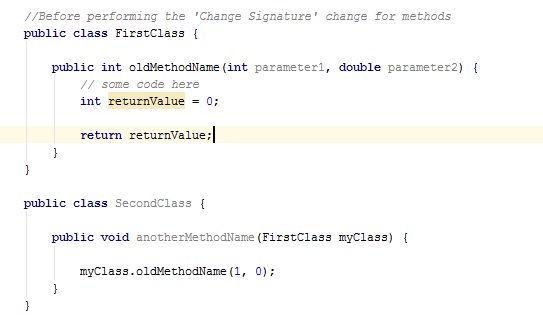 //Before performing the 'Change Signature' change for methods
public class FirstClass {
public int oldMethodName(int parameter1, double parameter2) {
// some code here
int returnValue = 0;
return returnValue;
}
}
public class SecondClass {
public void anotherMethodName(FirstClass myClass) {
myClass.oldMethodName(1, 0);
}
}